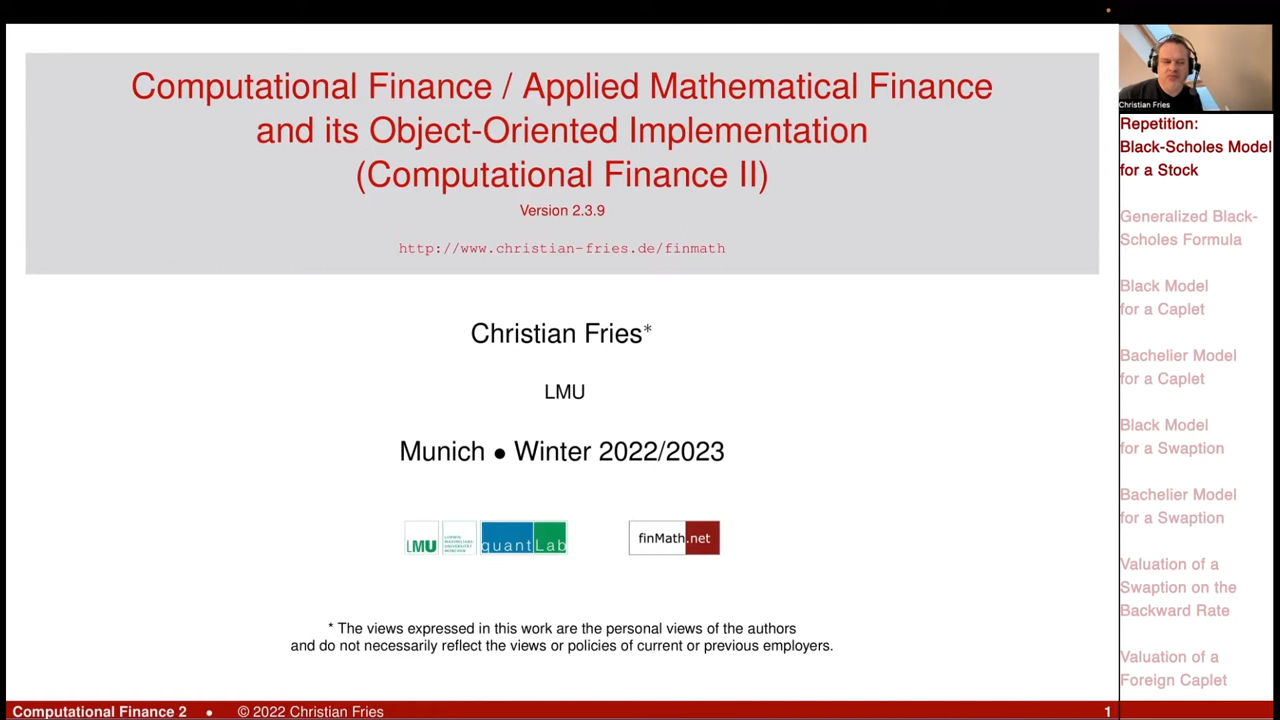 Computational Finance / Applied Mathematical Finance
and its Object-Oriented Implementation
(Computational Finance II)
Version 2.3.9
http://www.christian-fries.de/finmath
Christian Fries*
LMU
Munich • Winter 2022/2023
LMU
LUDWIG-
MAXIMILIANS-
UNIVERSITÄT
MÜNCHEN
quantLab
finMath.net
* The views expressed in this work are the personal views of the authors
and do not necessarily reflect the views or policies of current or previous employers.
Computational Finance 2 • © 2022 Christian Fries 1
Christian Fries
Repetition:
Black-Scholes Model
for a Stock
Generalized Black-
Scholes Formula
Black Model
for a Caplet
Bachelier Model
for a Caplet
Black Model
for a Swaption
Bachelier Model
for a Swaption
Valuation of a
Swaption on the
Backward Rate
Valuation of a
Foreign Caplet